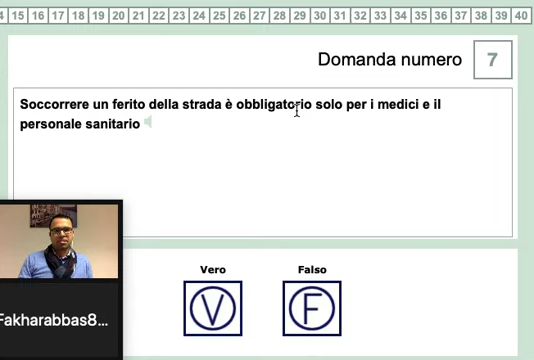 15 16 17 18 19 20 21 22 23 24 25 26 27 28 29 30 31 32 33 34 35 36 37 38 39 40
Domanda numero 7
Soccorrere un ferito della strada è obbligatorio solo per i medici e il
personale sanitario
Vero Falso
V F
Fakharabbas8...